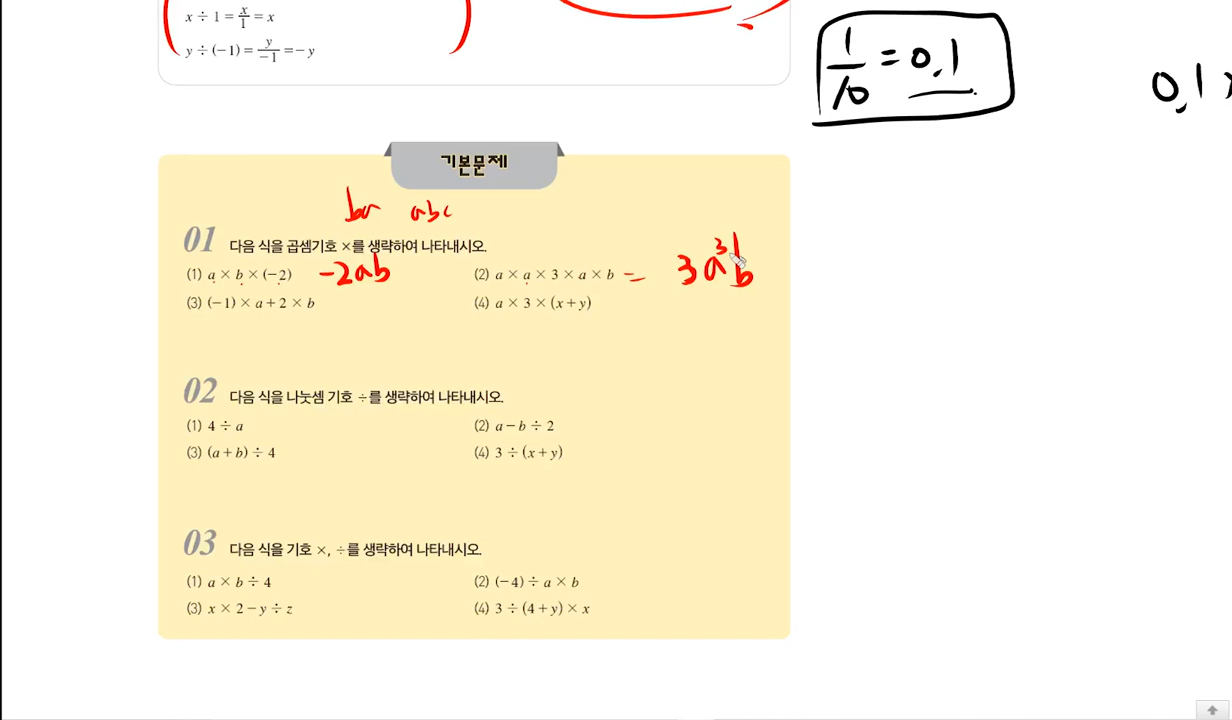 x ÷ 1 = x/1 = x
y ÷ (−1) = y/−1 = −y
1/10 = 0.1
0.1
기본문제
ba abc
01 다음 식을 곱셈기호 ×를 생략하여 나타내시오.
(1) a × b × (−2) −2ab
(2) a × a × 3 × a × b = 3a³b
(3) (−1) × a + 2 × b
(4) a × 3 × (x + y)
02 다음 식을 나눗셈 기호 ÷를 생략하여 나타내시오.
(1) 4 ÷ a
(2) a − b ÷ 2
(3) (a + b) ÷ 4
(4) 3 ÷ (x + y)
03 다음 식을 기호 ×, ÷를 생략하여 나타내시오.
(1) a × b ÷ 4
(2) (−4) ÷ a × b
(3) x × 2 − y ÷ z
(4) 3 ÷ (4 + y) × x